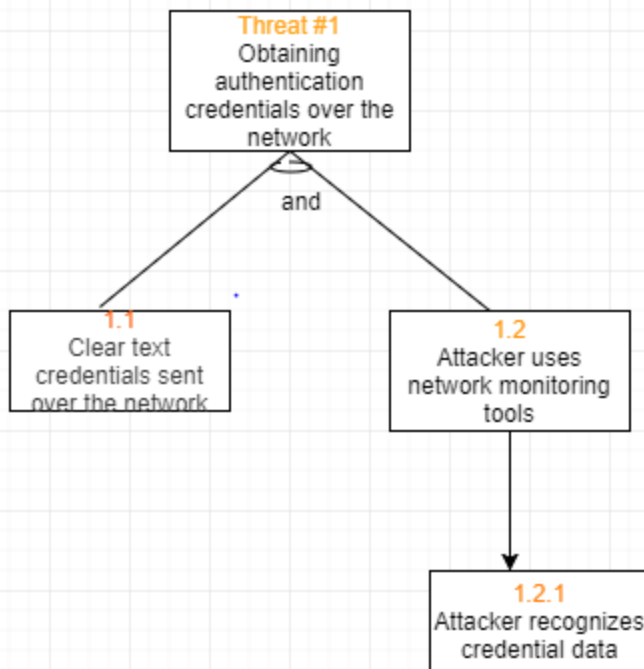 Threat #1
Obtaining
authentication
credentials over the
network
and
1.1
Clear text
credentials sent
over the network
1.2
Attacker uses
network monitoring
tools
1.2.1
Attacker recognizes
credential data